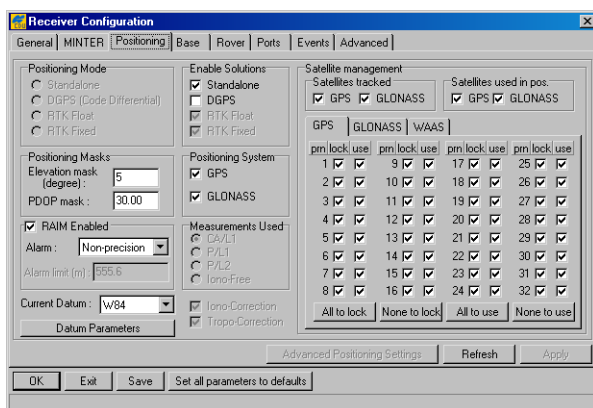 Receiver Configuration
General MINTER Positioning Base Rover Ports Events Advanced
Positioning Mode
Standalone
DGPS (Code Differential)
RTK Float
RTK Fixed
Enable Solutions
Standalone
DGPS
RTK Float
RTK Fixed
Satellite management
Satellites tracked
GPS GLONASS
Satellites used in pos.
GPS GLONASS
GPS GLONASS WAAS
prn lock use prn lock use prn lock use prn lock use
1 9 17 25
2 10 18 26
3 11 19 27
4 12 20 28
5 13 21 29
6 14 22 30
7 15 23 31
8 16 24 32
All to lock None to lock All to use None to use
Positioning Masks
Elevation mask
(degree) : 5
PDOP mask : 30.00
Positioning System
GPS
GLONASS
RAIM Enabled
Alarm : Non-precision
Alarm limit (m) : 555.6
Measurements Used
CA/L1
P/L1
P/L2
Iono-Free
Current Datum : W84
Datum Parameters
Iono-Correction
Tropo-Correction
Advanced Positioning Settings Refresh Apply
OK Exit Save Set all parameters to defaults